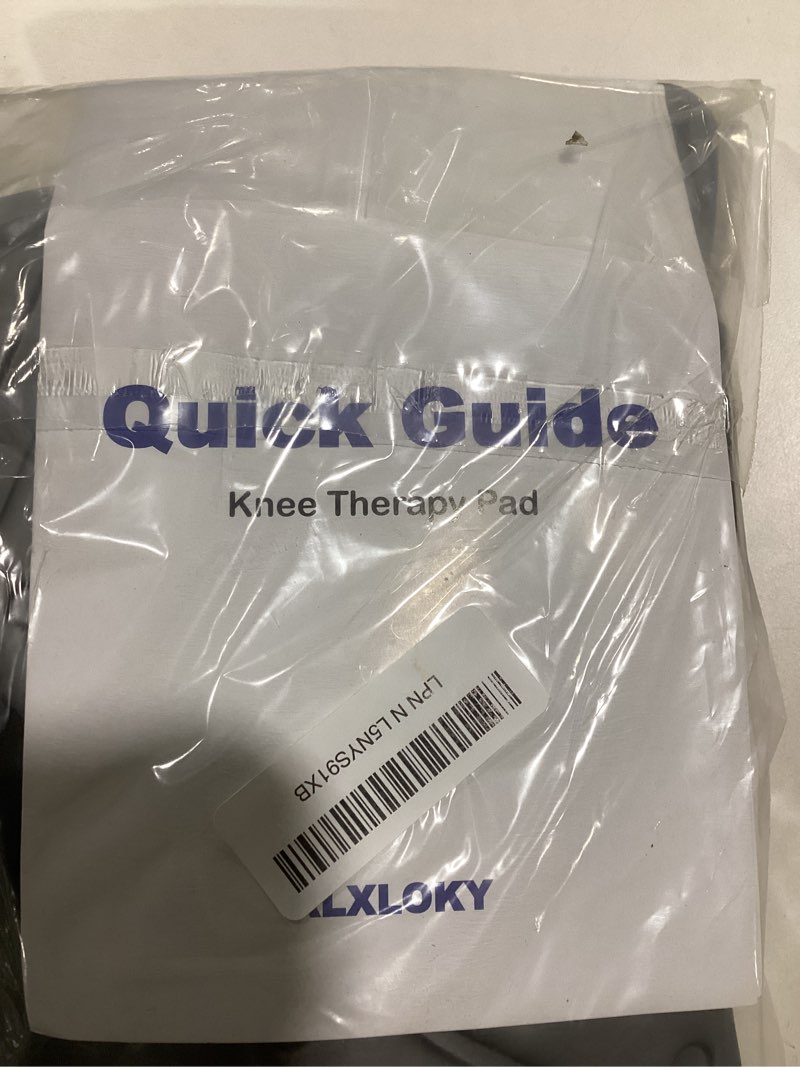 Quick Guide
Knee Therapy Pad
LPN N L5NYS91XB
ALXLOKY